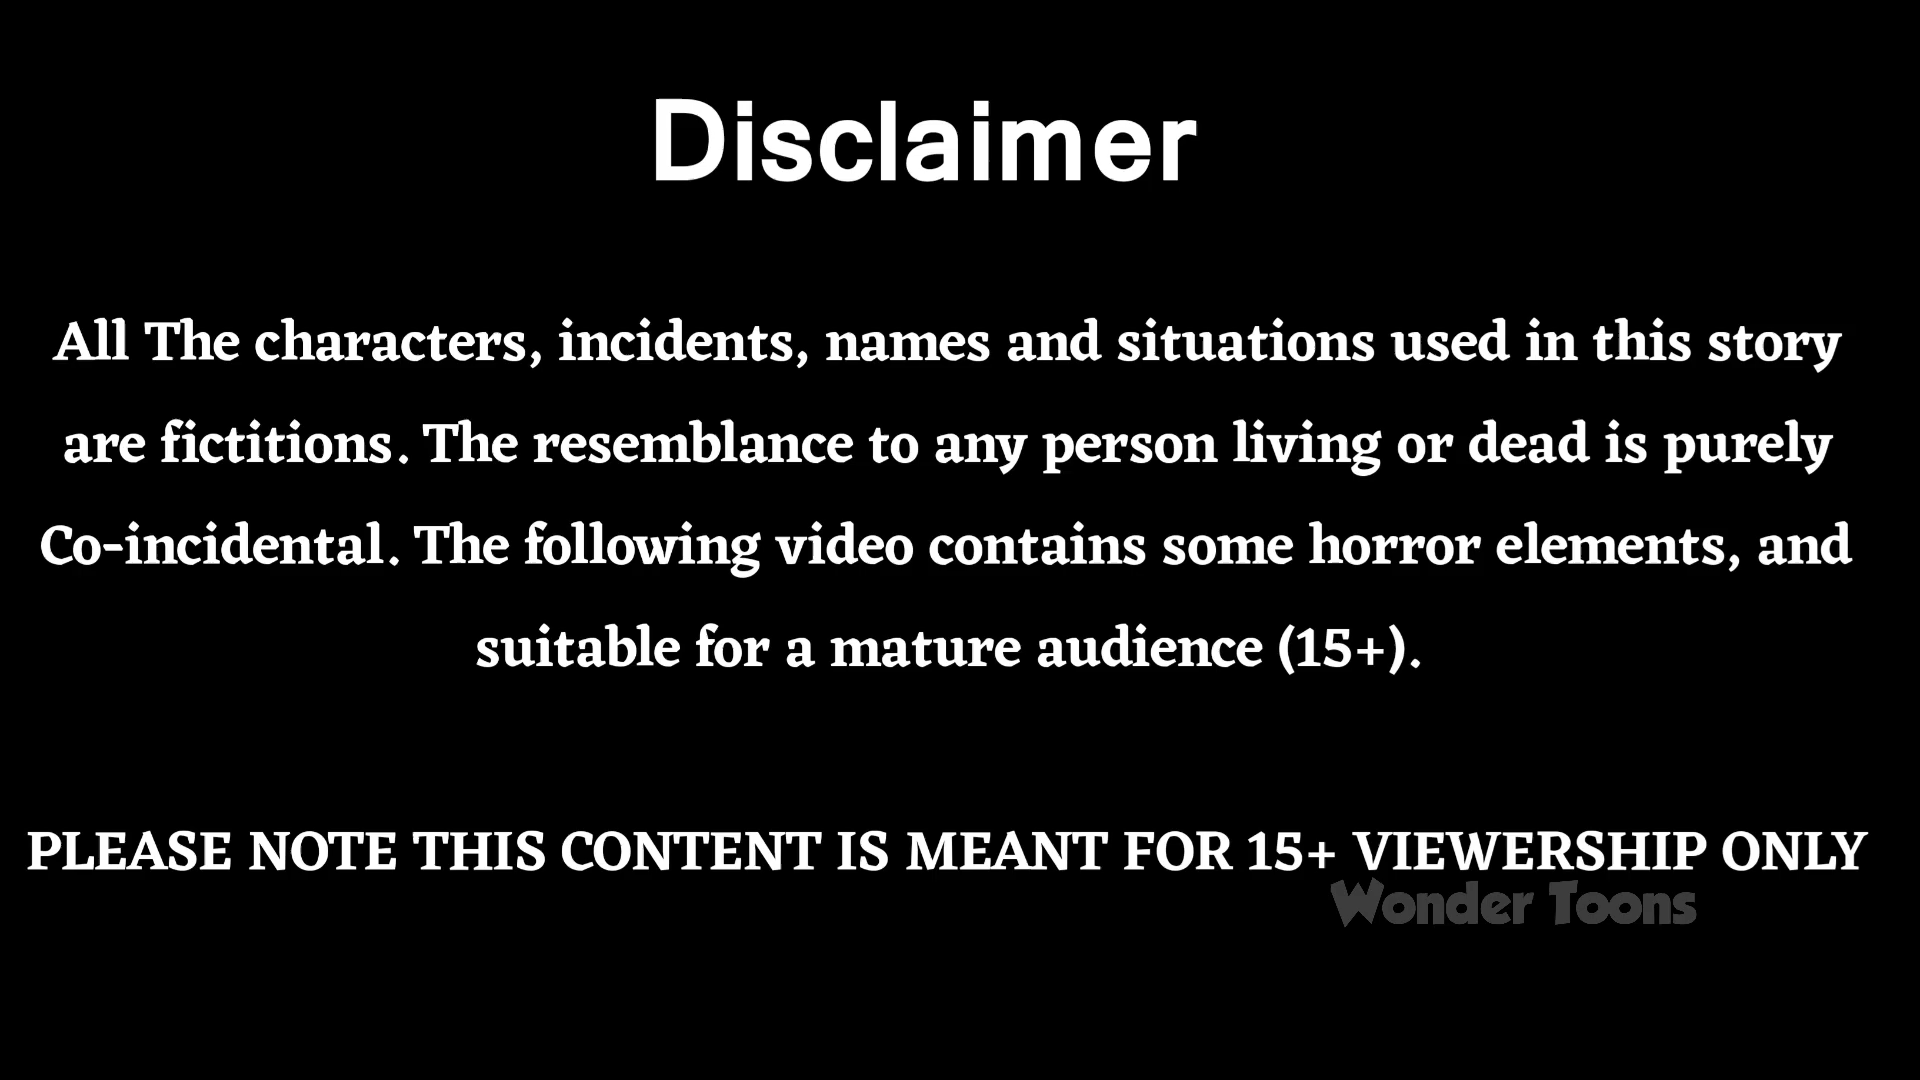 Disclaimer
All The characters, incidents, names and situations used in this story
are fictitions. The resemblance to any person living or dead is purely
Co-incidental. The following video contains some horror elements, and
suitable for a mature audience (15+).
PLEASE NOTE THIS CONTENT IS MEANT FOR 15+ VIEWERSHIP ONLY
Wonder Toons